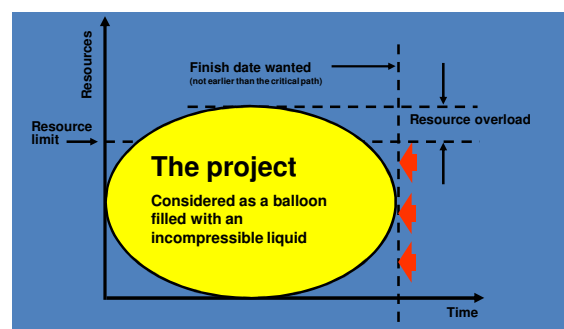 Resources
Finish date wanted
(not earlier than the critical path)
Resource overload
Resource
limit
The project
Considered as a balloon
filled with an
incompressible liquid
Time